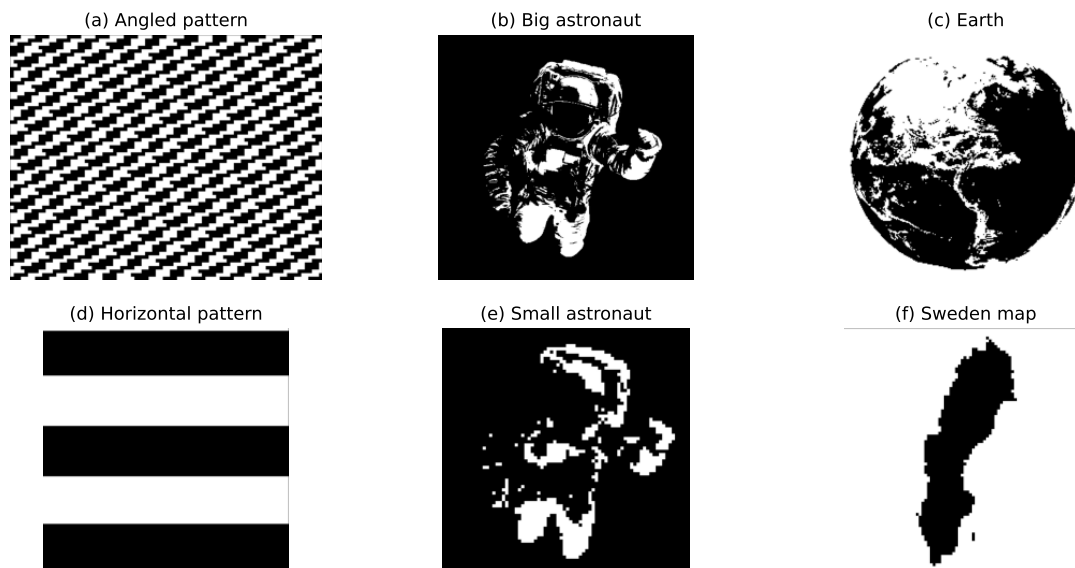 (a) Angled pattern
(b) Big astronaut
(c) Earth
(d) Horizontal pattern
(e) Small astronaut
(f) Sweden map